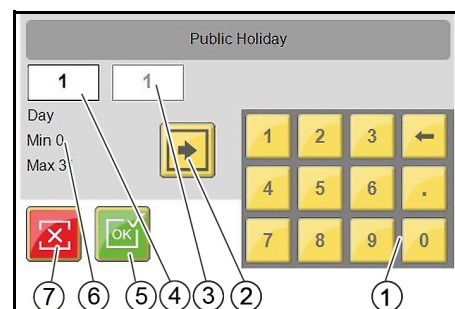 Public Holiday
1 1
Day
Min 0
Max 31
1 2 3 ←
4 5 6 .
OK
7 8 9 0
7 6 5 4 3 2 1